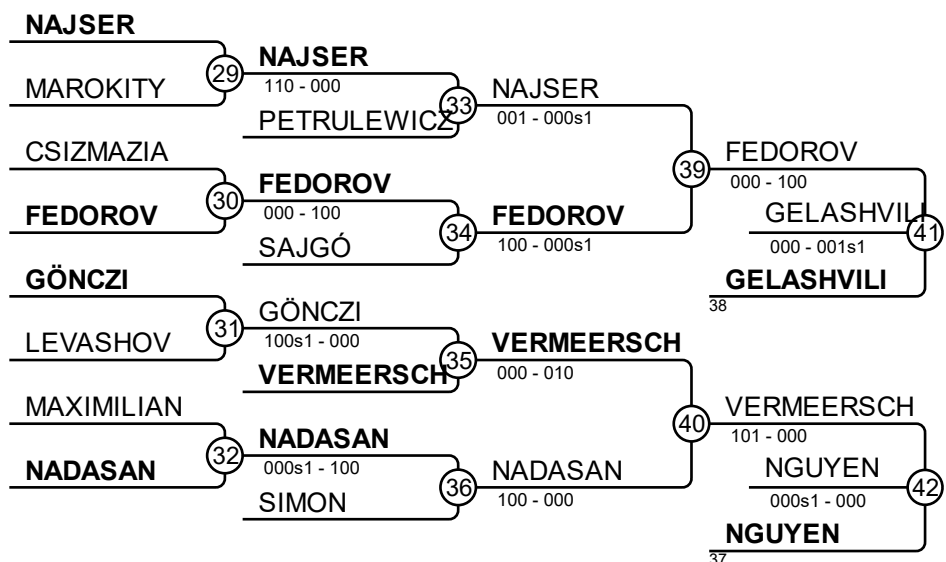 NAJSER
MAROKITY
CSIZMAZIA
FEDOROV
GÖNCZI
LEVASHOV
MAXIMILIAN
NADASAN
29
30
31
32
NAJSER
110 - 000
PETRULEWICZ
FEDOROV
000 - 100
SAJGÓ
GÖNCZI
100s1 - 000
VERMEERSCH
NADASAN
000s1 - 100
SIMON
33
34
35
36
NAJSER
001 - 000s1
FEDOROV
100 - 000s1
VERMEERSCH
000 - 010
NADASAN
100 - 000
39
40
FEDOROV
000 - 100
GELASHVILI
000 - 001s1
GELASHVILI
38
41
VERMEERSCH
101 - 000
NGUYEN
000s1 - 000
NGUYEN
37
42